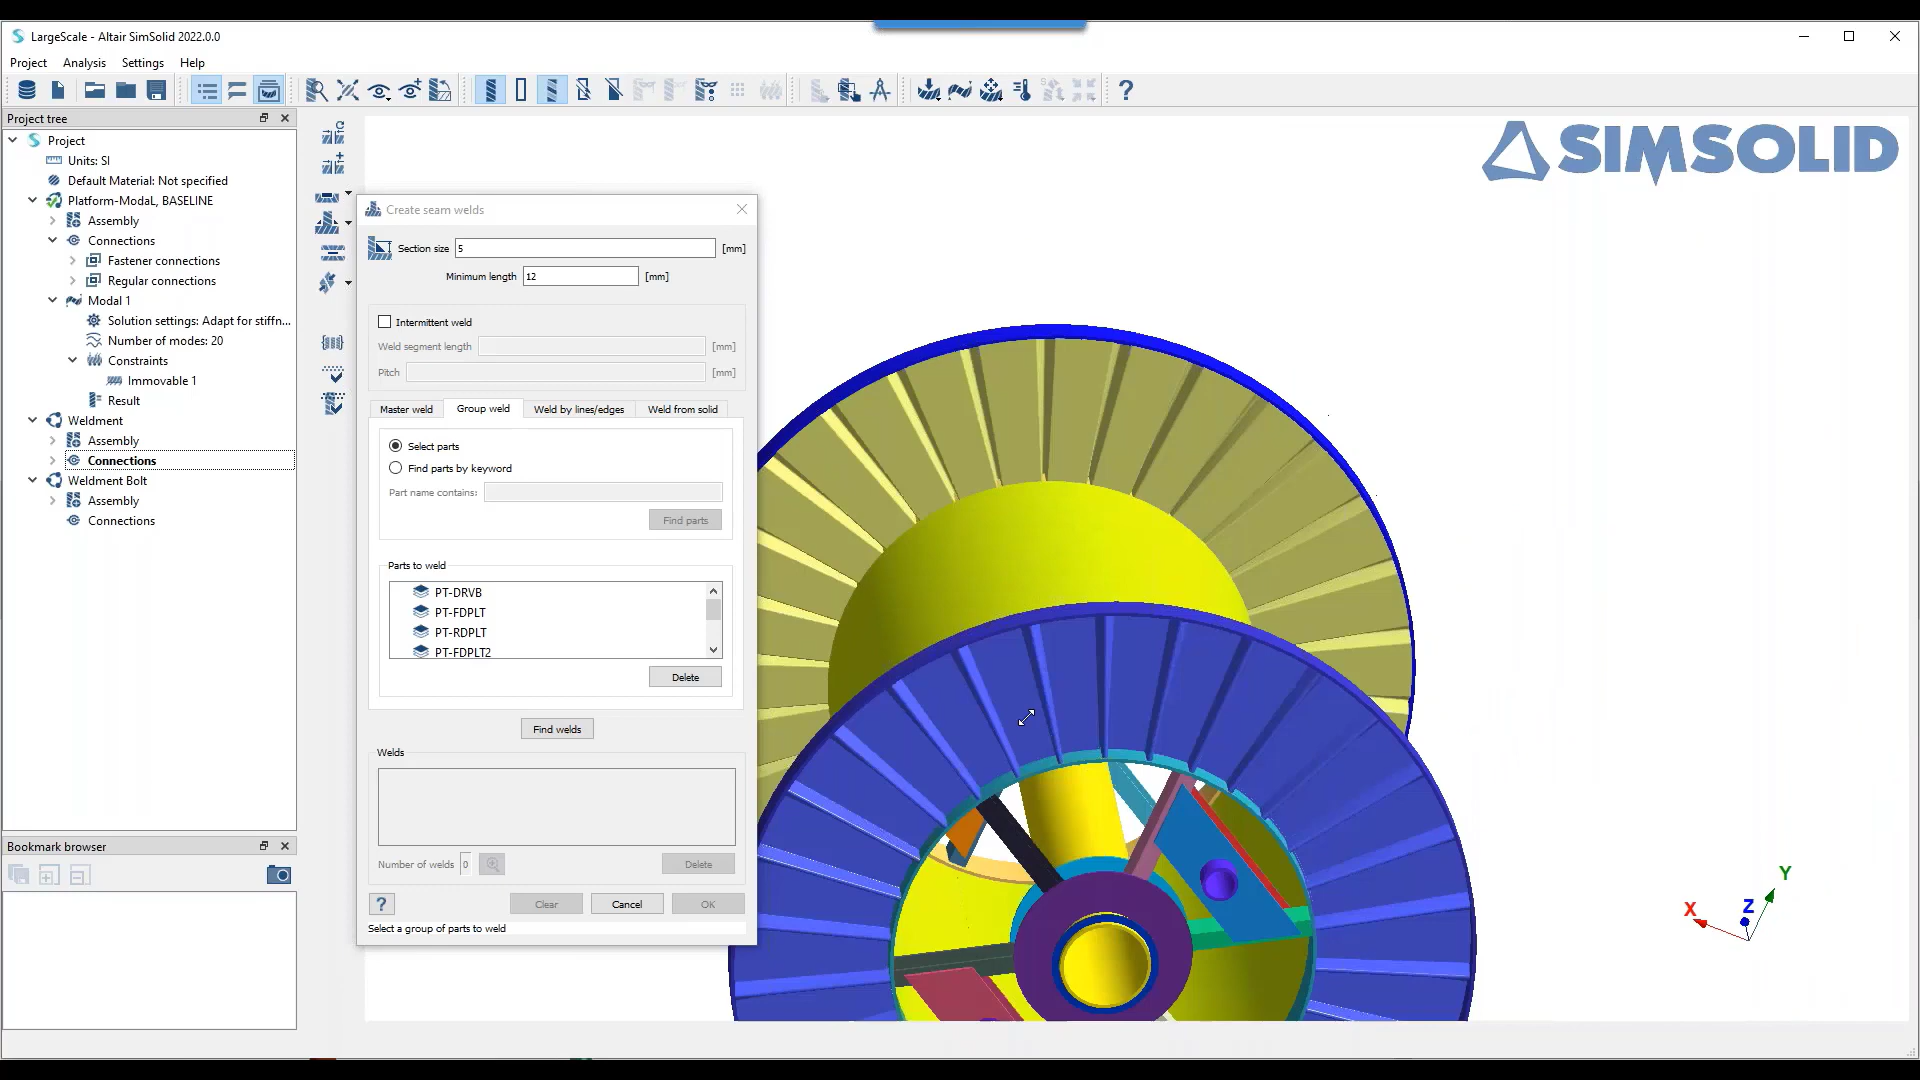 LargeScale - Altair SimSolid 2022.0.0
Project Analysis Settings Help
Project tree
Project
Units: SI
Default Material: Not specified
Platform-ModaL, BASELINE
Assembly
Connections
Fastener connections
Regular connections
Modal 1
Solution settings: Adapt for stiffn...
Number of modes: 20
Constraints
Immovable 1
Result
Weldment
Assembly
Connections
Weldment Bolt
Assembly
Connections
Bookmark browser
Create seam welds
Section size 5 [mm]
Minimum length 12 [mm]
Intermittent weld
Weld segment length [mm]
Pitch [mm]
Master weld Group weld Weld by lines/edges Weld from solid
Select parts
Find parts by keyword
Part name contains:
Find parts
Parts to weld
PT-DRVB
PT-FDPLT
PT-RDPLT
PT-FDPLT2
Delete
Find welds
Welds
Number of welds 0 Delete
? Clear Cancel OK
Select a group of parts to weld
SIMSOLID
Y
X Z